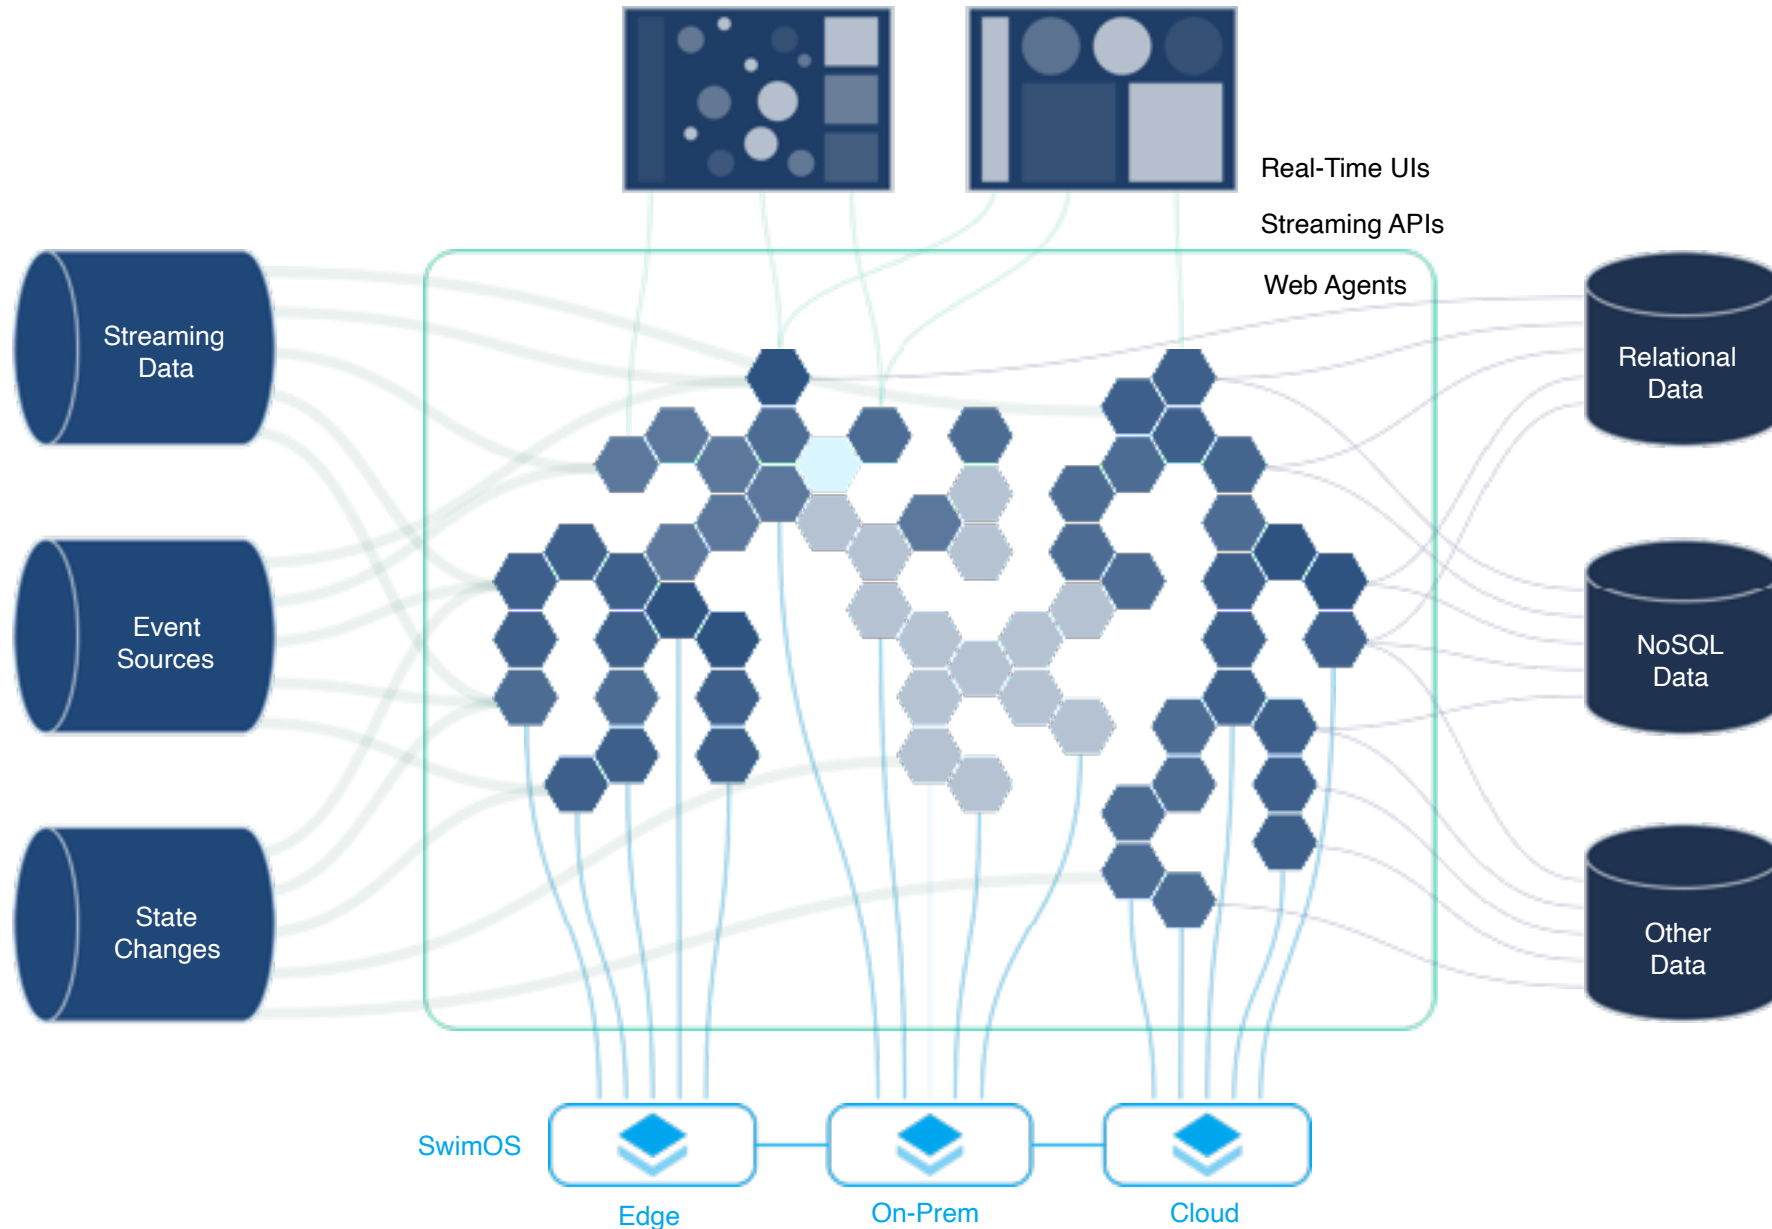 Real-Time UIs
Streaming APIs
Web Agents
Streaming
Data
Relational
Data
Event
Sources
NoSQL
Data
State
Changes
Other
Data
SwimOS
Edge
On-Prem
Cloud